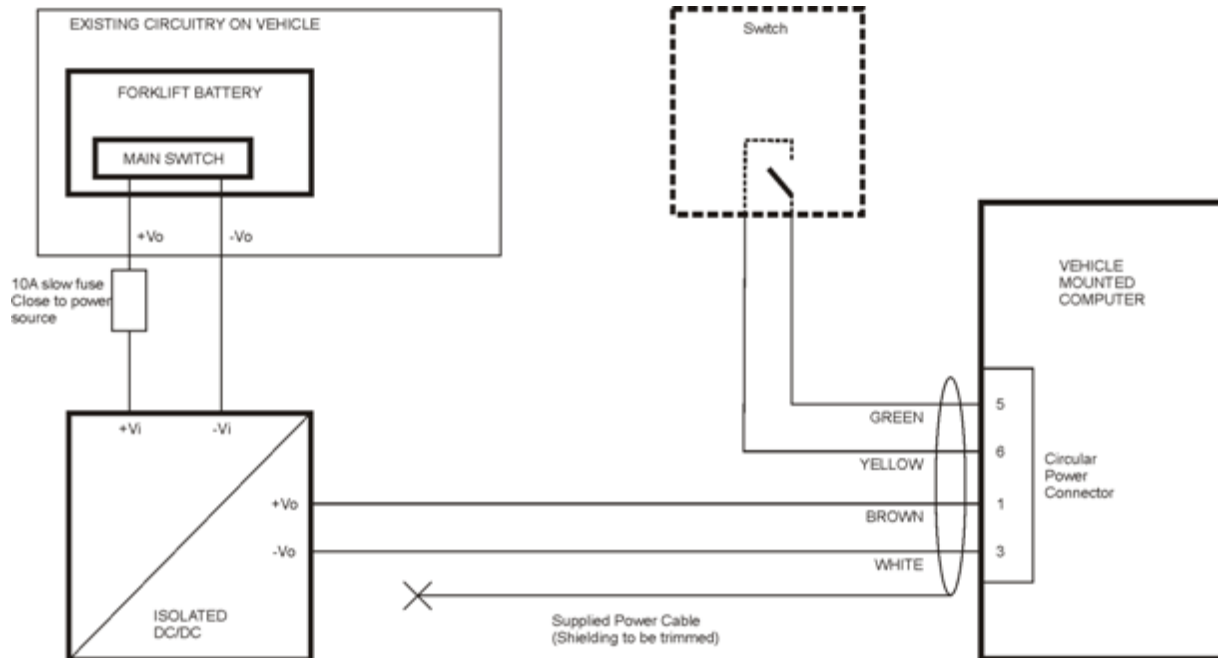 EXISTING CIRCUITRY ON VEHICLE
FORKLIFT BATTERY
MAIN SWITCH
+Vo
-Vo
10A slow fuse
Close to power
source
+Vi
-Vi
+Vo
-Vo
ISOLATED
DC/DC
Switch
VEHICLE
MOUNTED
COMPUTER
GREEN
5
YELLOW
6
BROWN
1
WHITE
3
Circular
Power
Connector
Supplied Power Cable
(Shielding to be trimmed)